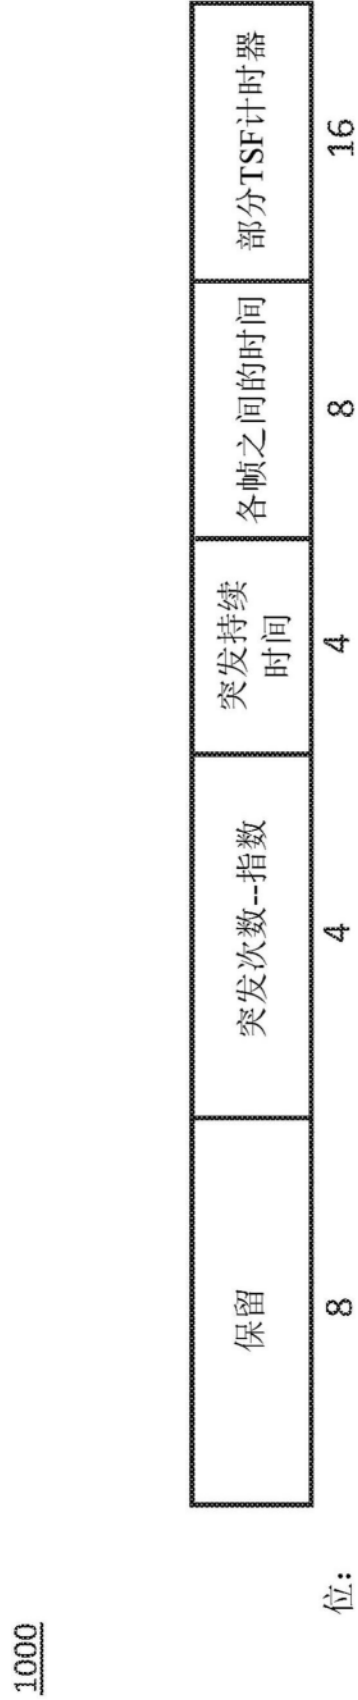 1000
保留
突发次数--指数
突发持续
时间
各帧之间的时间
部分TSF计时器
位:
8
4
4
8
16